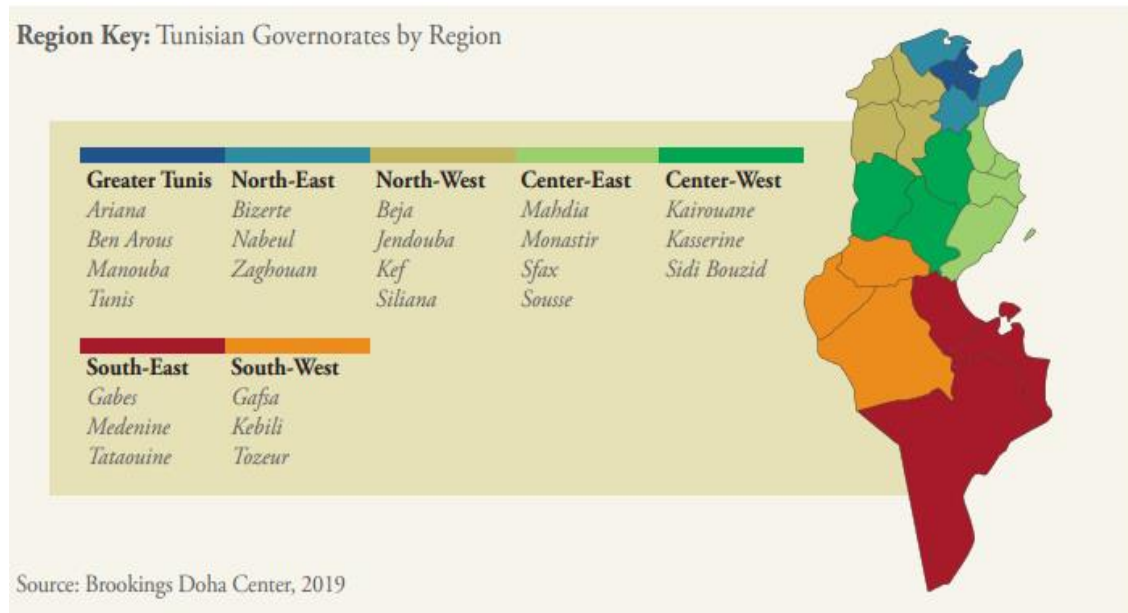 Region Key: Tunisian Governorates by Region
Greater Tunis North-East North-West Center-East Center-West
Ariana Bizerte Beja Mahdia Kairouane
Ben Arous Nabeul Jendouba Monastir Kasserine
Manouba Zaghouan Kef Sfax Sidi Bouzid
Tunis Siliana Sousse
South-East South-West
Gabes Gafsa
Medenine Kebili
Tataouine Tozeur
Source: Brookings Doha Center, 2019